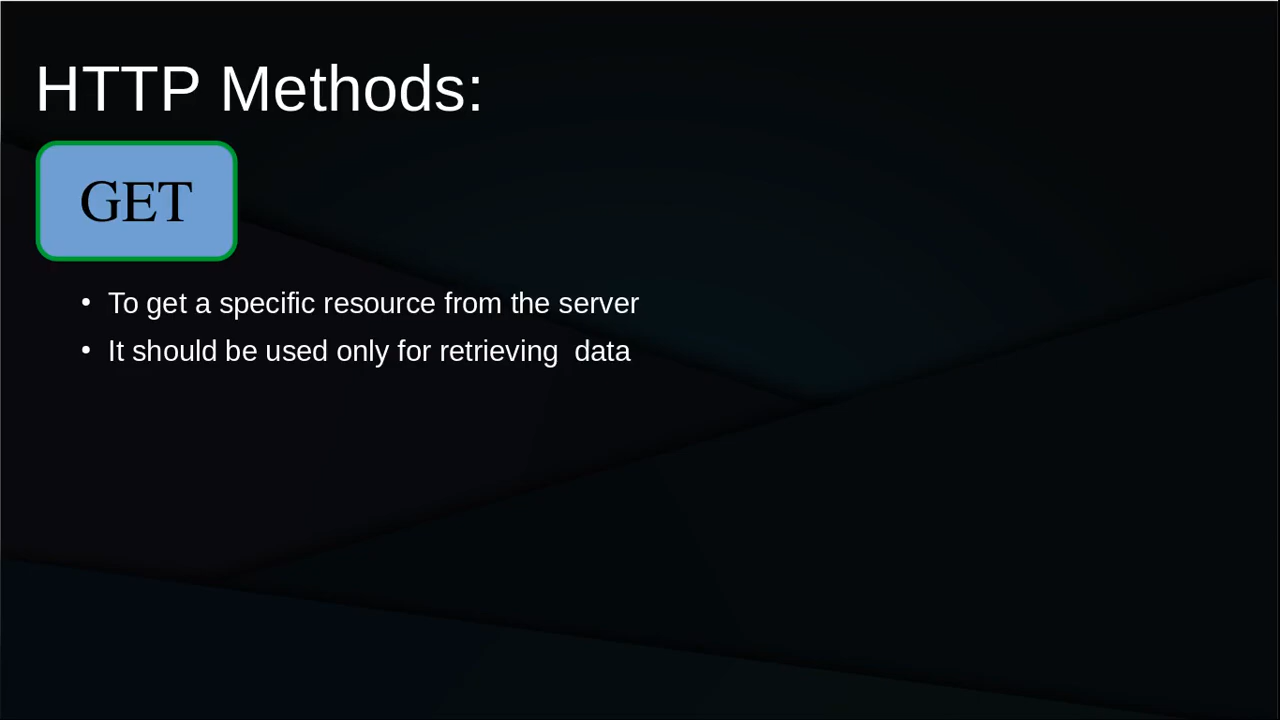 HTTP Methods:
GET
• To get a specific resource from the server
• It should be used only for retrieving  data